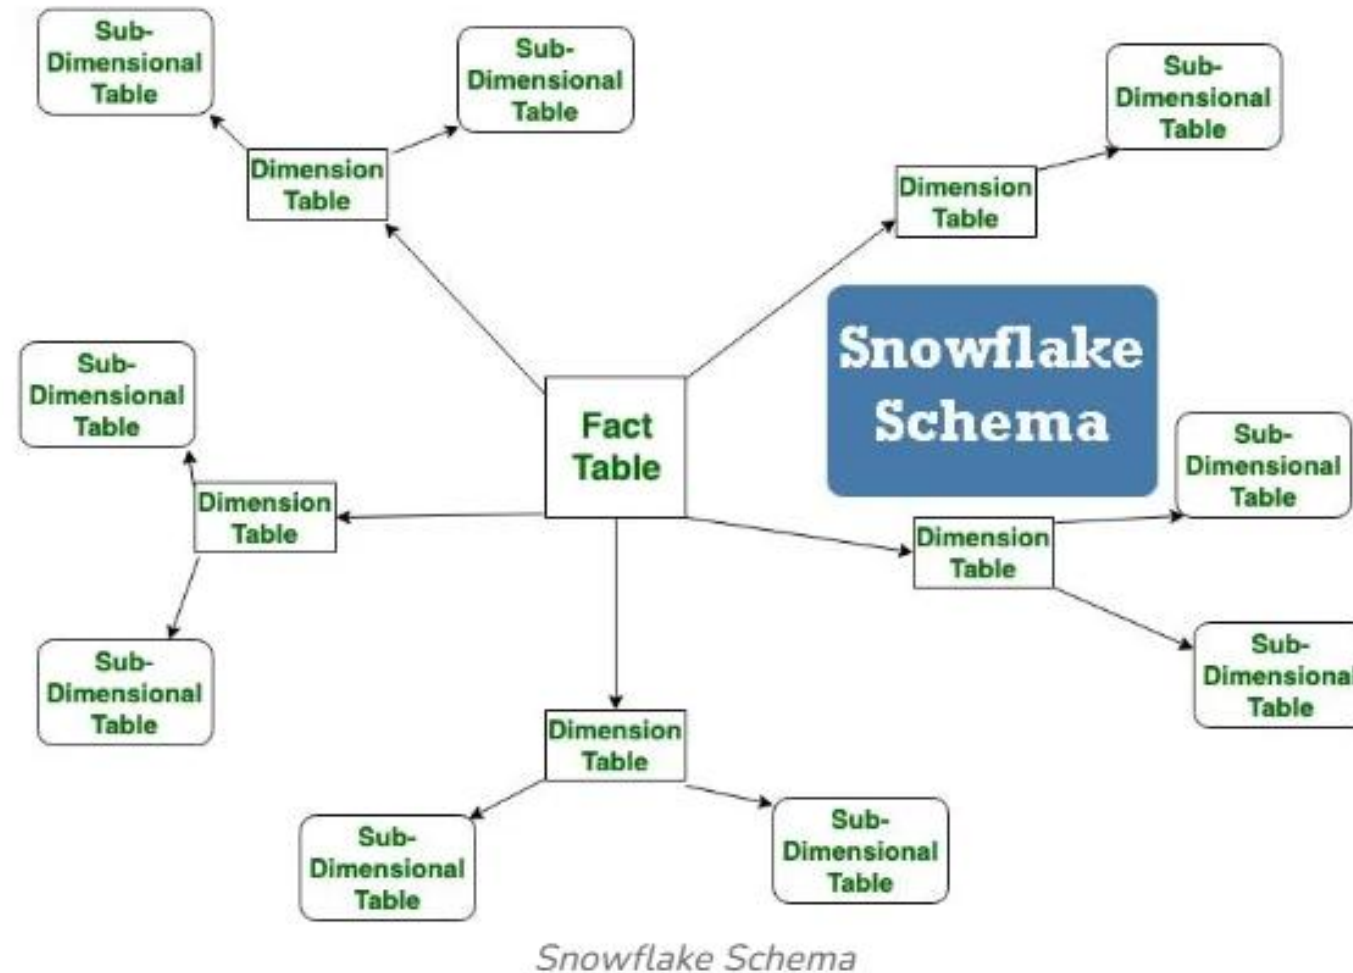 Sub-
Dimensional
Table
Sub-
Dimensional
Table
Dimension
Table
Sub-
Dimensional
Table
Dimension
Table
Snowflake
Schema
Sub-
Dimensional
Table
Dimension
Table
Fact
Table
Sub-
Dimensional
Table
Dimension
Table
Sub-
Dimensional
Table
Sub-
Dimensional
Table
Dimension
Table
Sub-
Dimensional
Table
Sub-
Dimensional
Table
Snowflake Schema